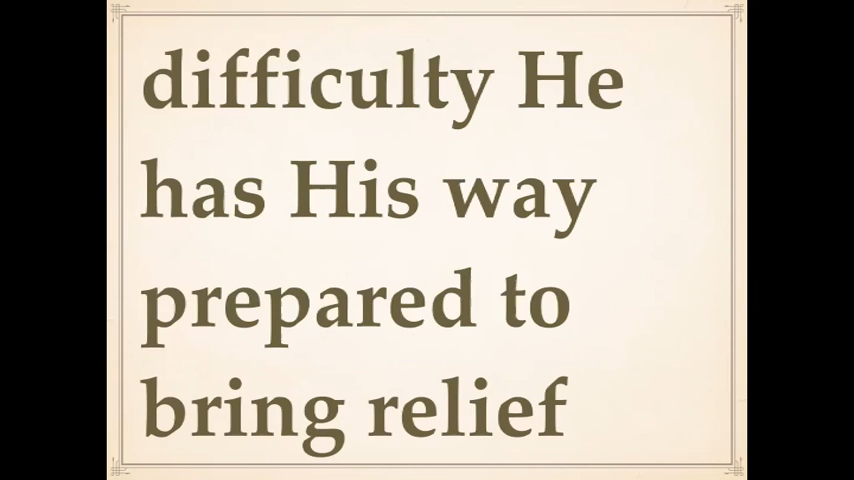 difficulty He
has His way
prepared to
bring relief